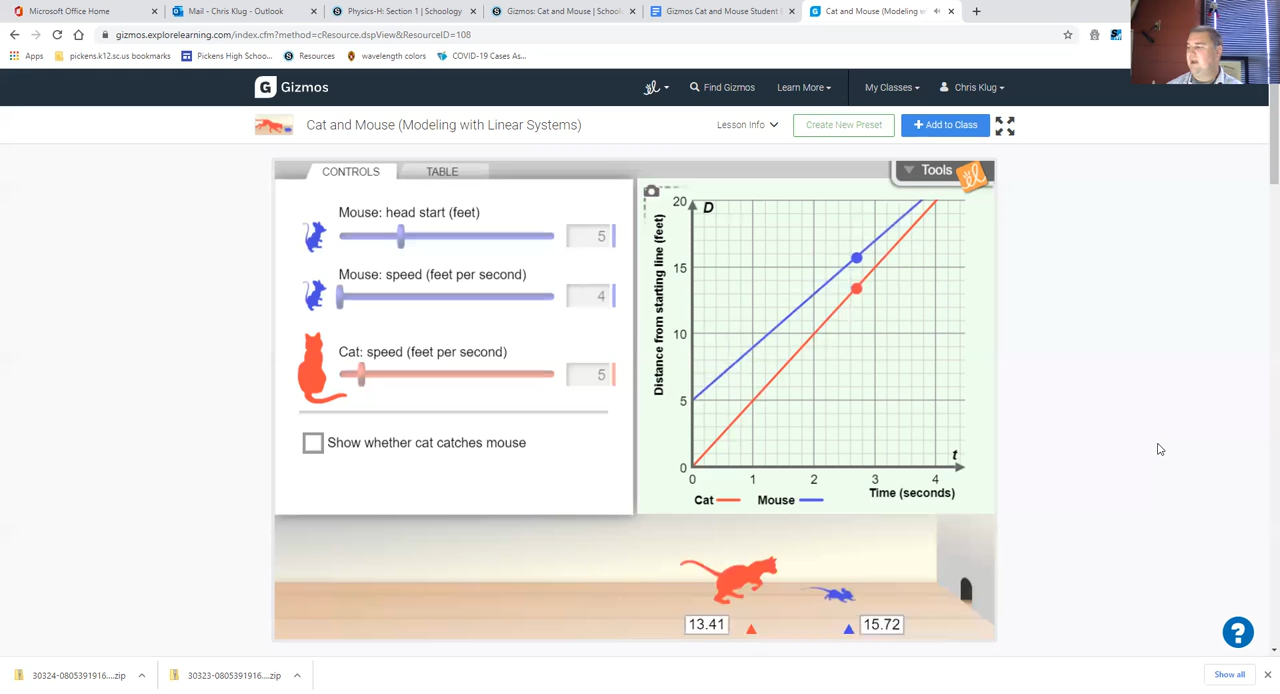 Microsoft Office Home
Mail - Chris Klug - Outlook
Physics-H: Section 1 | Schoology
Gizmos: Cat and Mouse | Schoolo
Gizmos Cat and Mouse Student
Cat and Mouse (Modeling w
gizmos.explorelearning.com/index.cfm?method=cResource.dspView&ResourceID=108
Apps
pickens.k12.sc.us bookmarks
Pickens High Schoo...
Resources
wavelength colors
COVID-19 Cases As...
G Gizmos
Find Gizmos
Learn More
My Classes
Chris Klug
Cat and Mouse (Modeling with Linear Systems)
Lesson Info
Create New Preset
+ Add to Class
CONTROLS
TABLE
Tools
Mouse: head start (feet)
5
Mouse: speed (feet per second)
4
Cat: speed (feet per second)
5
Show whether cat catches mouse
D
20
15
10
5
0
Distance from starting line (feet)
t
0 1 2 3 4
Time (seconds)
Cat
Mouse
13.41
15.72
?
30324-0805391916....zip
30323-0805391916....zip
Show all